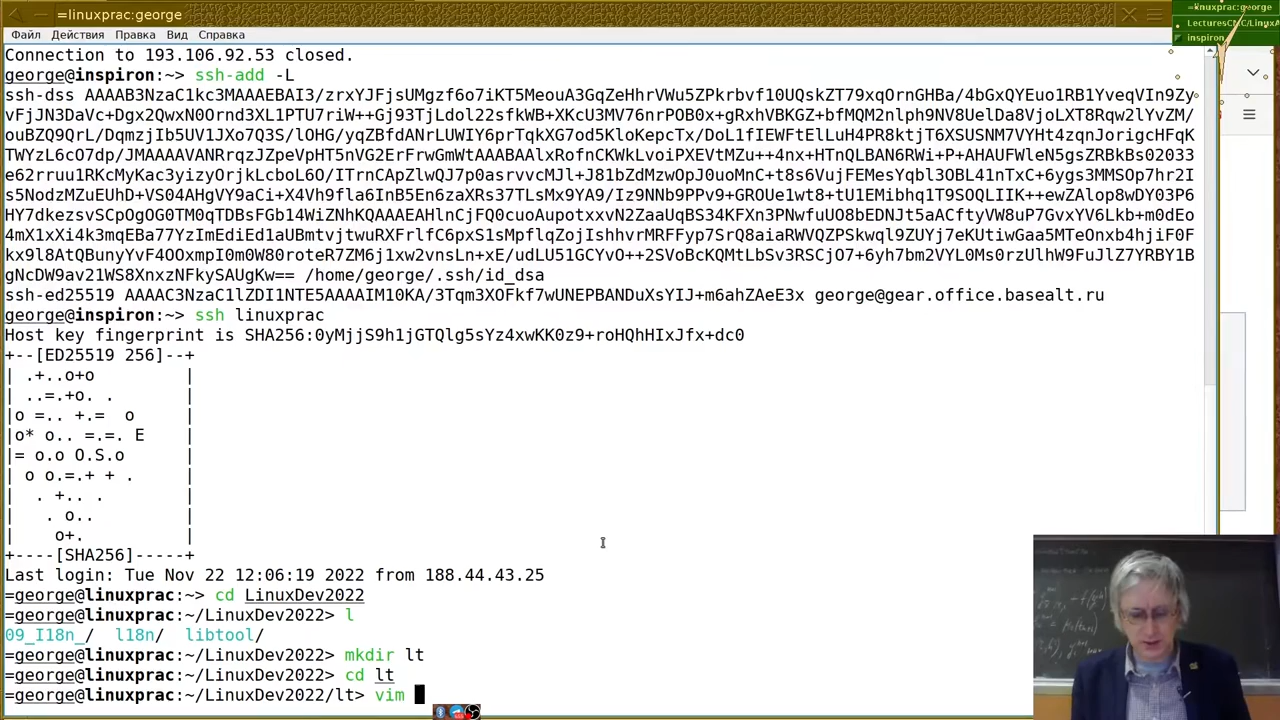 =linuxprac:george
=linuxprac:george
LecturesCMC/LinuxA
inspiron
Файл Действия Правка Вид Справка
Connection to 193.106.92.53 closed.
george@inspiron:~> ssh-add -L
ssh-dss AAAAB3NzaC1kc3MAAAEBAI3/zrxYJFjsUMgzf6o7iKT5MeouA3GqZeHhrVWu5ZPkrbvf10UQskZT79xqOrnGHBa/4bGxQYEuo1RB1YveqVIn9Zy
vFjJN3DaVc+Dgx2QwxN0Ornd3XL1PTU7riW++Gj93TjLdol22sfkWB+XKcU3MV76nrPOB0x+gRxhVBKGZ+bfMQM2nlph9NV8UelDa8VjoLXT8Rqw2lYvZM/
ouBZQ9QrL/DqmzjIb5UV1JXo7Q3S/lOHG/yqZBfdANrLUWIY6prTqkXG7od5KloKepcTx/DoL1fIEWFtElLuH4PR8ktjT6XSUSNM7VYHt4zqnJorigcHFqK
TWYzL6cO7dp/JMAAAAVANRrqzJZpeVpHT5nVG2ErFrwGmWtAAABAAlxRofnCKWkLvoiPXEVtMZu++4nx+HTnQLBAN6RWi+P+AHAUFWleN5gsZRBkBs02033
e62rruu1RKcMyKac3yizyOrjkLcboL6O/ITrnCApZlwQJ7p0asrvvcMJl+J81bZdMzwOpJ0uoMnC+t8s6VujFEMesYqbl3OBL41nTxC+6ygs3MMSOp7hr2I
s5NodzMZuEUhD+VS04AHgVY9aCi+X4Vh9fla6InB5En6zaXRs37TLsMx9YA9/Iz9NNb9PPv9+GROUe1wt8+tU1EMibhq1T9SOQLIIK++ewZAlop8wDY03P6
HY7dkezsvSCpOgOG0TM0qTDBsFGb14WiZNhKQAAAEAHlnCjFQ0cuoAupotxxvN2ZaaUqBS34KFXn3PNwfuUO8bEDNJt5aACftyVW8uP7GvxYV6Lkb+m0dEo
4mX1xXi4k3mqEBa77YzImEdiEd1aUBmtvjtwuRXFrlfC6pxS1sMpflqZojIshhvrMRFFyp7SrQ8aiaRWVQZPSkwql9ZUYj7eKUtiwGaa5MTeOnxb4hjiF0F
kx9l8AtQBunyYvF4OOxmpI0m0W80roteR7ZM6j1xw2vnsLn+xE/udLU51GCYvO++2SVoBcKQMtLbSv3RSCjO7+6yh7bm2VYL0Ms0rzUlhW9FuJlZ7YRBY1B
gNcDW9av21WS8XnxzNFkySAUgKw== /home/george/.ssh/id_dsa
ssh-ed25519 AAAAC3NzaC1lZDI1NTE5AAAAIM10KA/3Tqm3XOFkf7wUNEPBANDuXsYIJ+m6ahZAeE3x george@gear.office.basealt.ru
george@inspiron:~> ssh linuxprac
Host key fingerprint is SHA256:0yMjjS9h1jGTQlg5sYz4xwKK0z9+roHQhHIxJfx+dc0
+--[ED25519 256]--+
| .+..o+o         |
| ..=.+o. .       |
|o =.. +.=  o     |
|o* o.. =.=. E    |
|= o.o O.S.o      |
| o o.=.+ + .     |
|  . +.. .        |
|   . o..         |
|    o+.          |
+----[SHA256]-----+
Last login: Tue Nov 22 12:06:19 2022 from 188.44.43.25
=george@linuxprac:~> cd LinuxDev2022
=george@linuxprac:~/LinuxDev2022> l
09_I18n_/  l18n/  libtool/
=george@linuxprac:~/LinuxDev2022> mkdir lt
=george@linuxprac:~/LinuxDev2022> cd lt
=george@linuxprac:~/LinuxDev2022/lt> vim